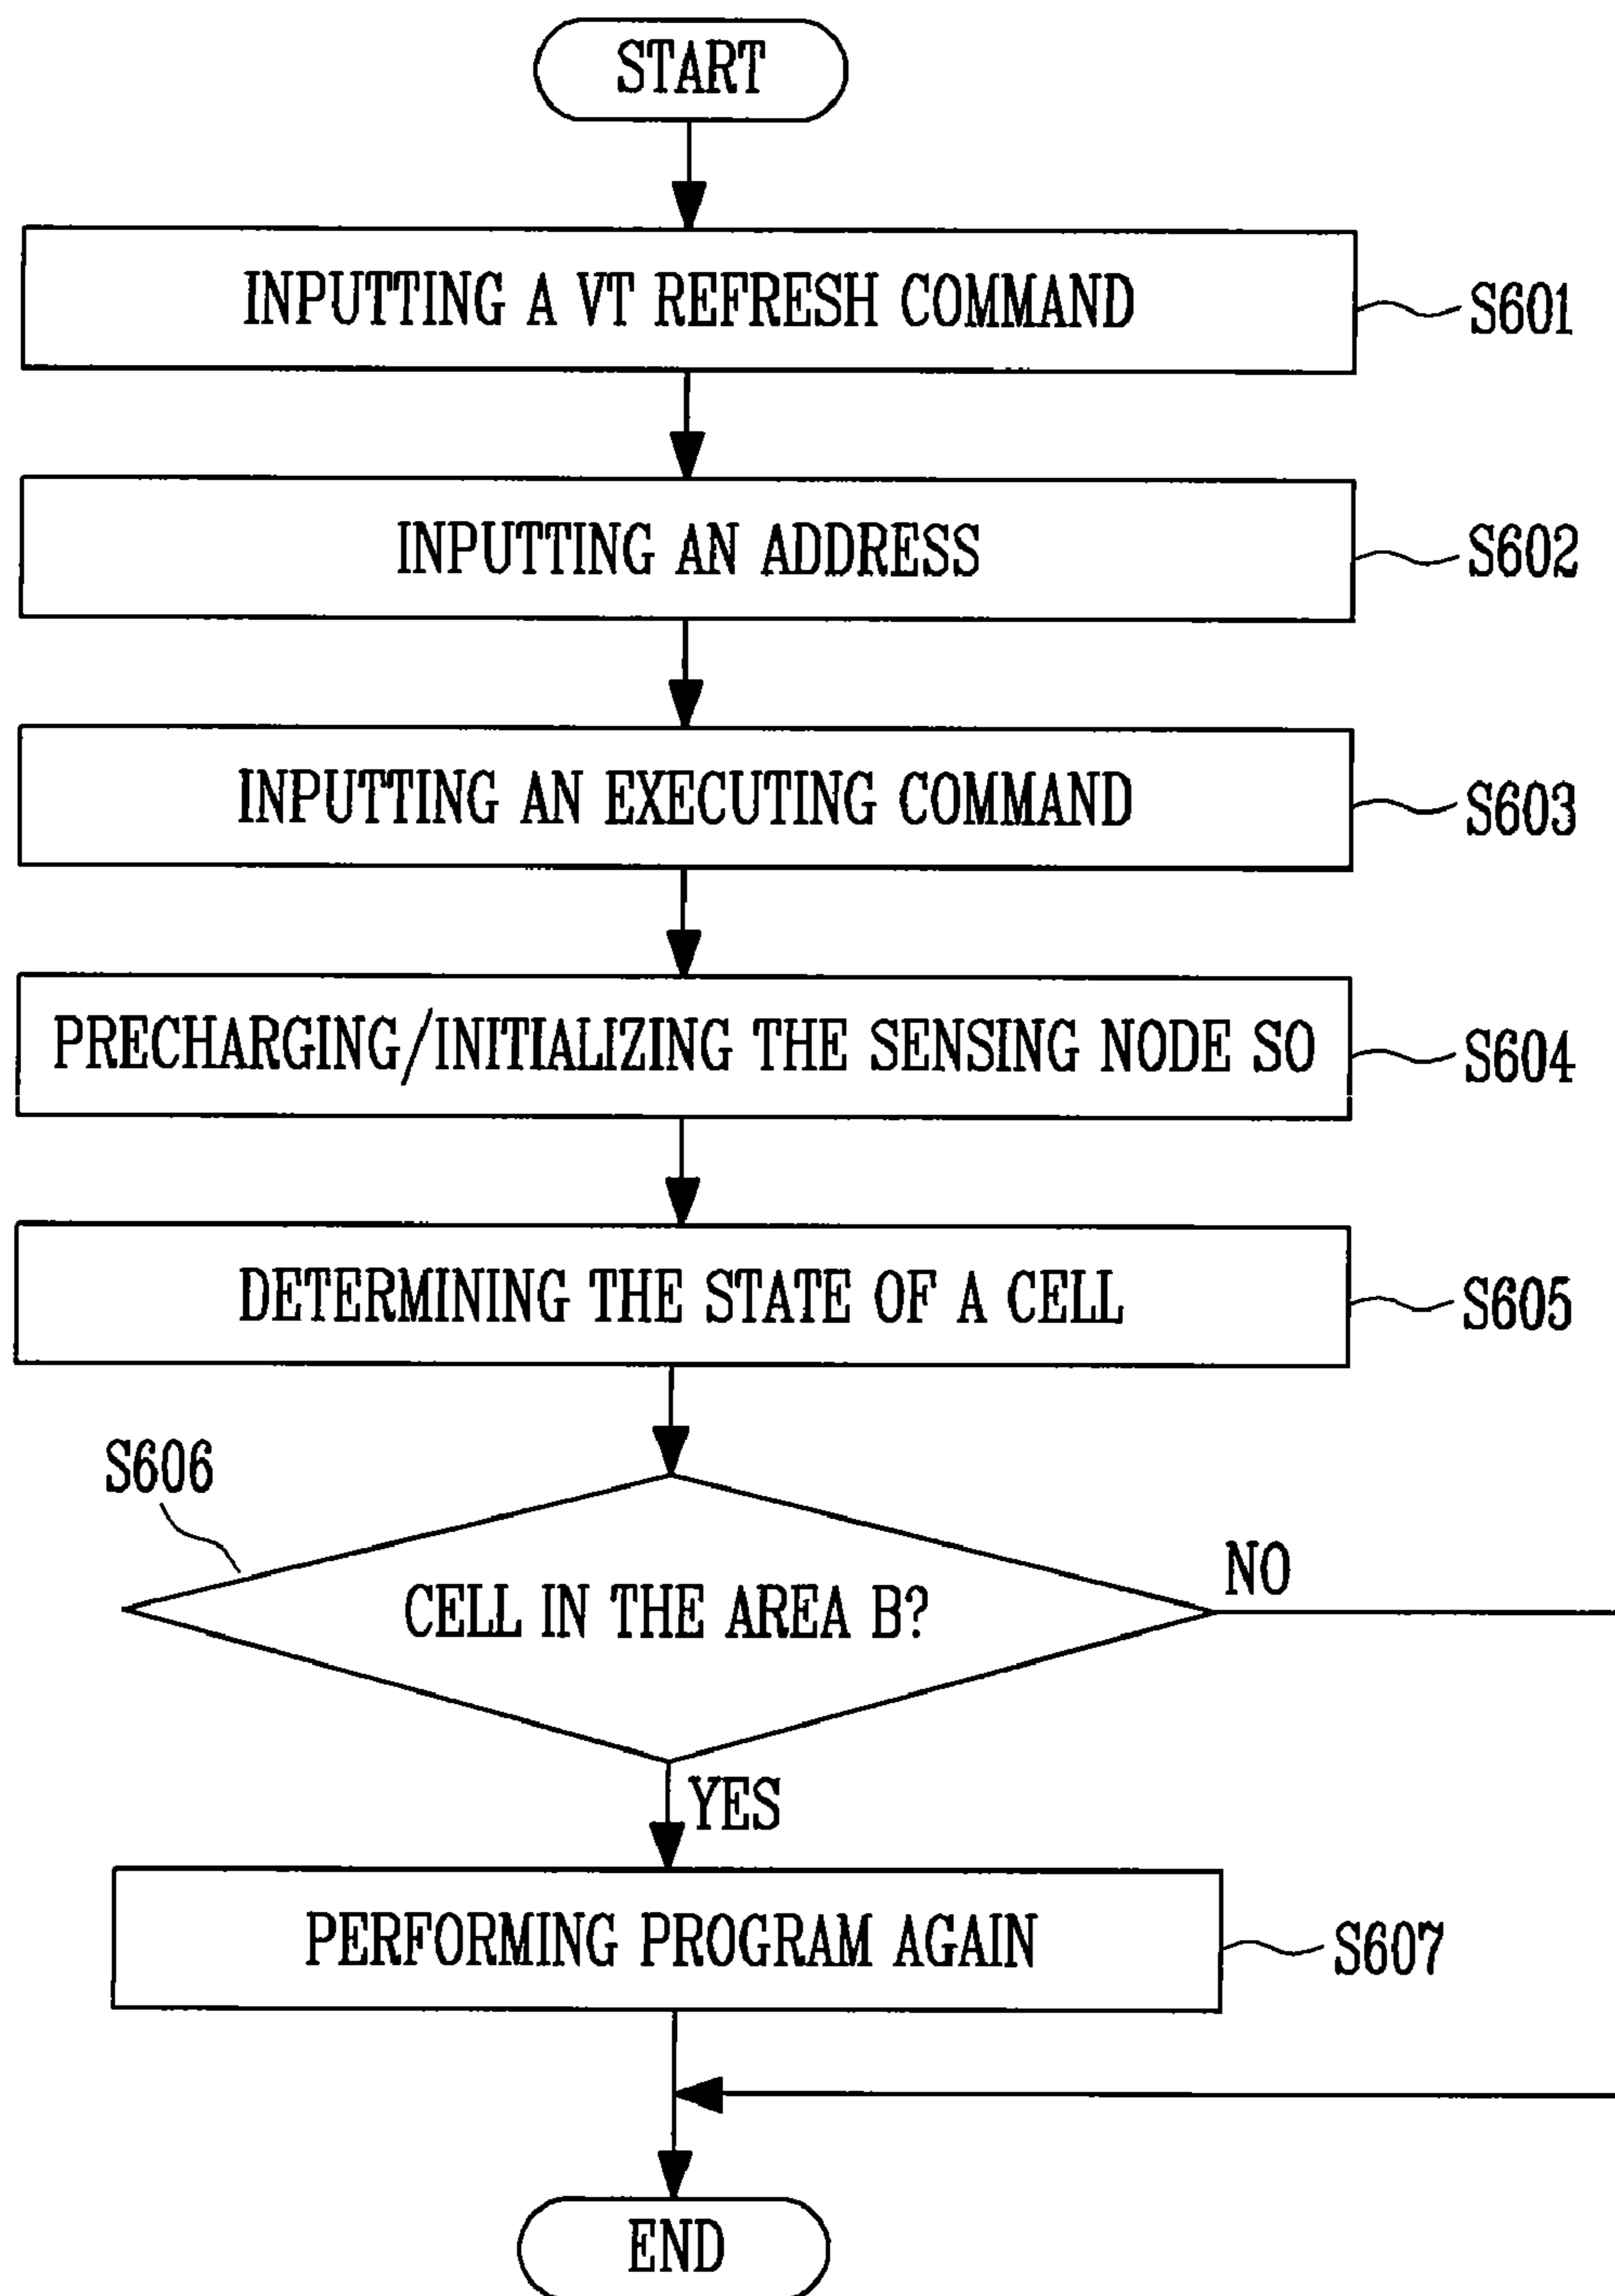 START
INPUTTING A VT REFRESH COMMAND
S601
INPUTTING AN ADDRESS
S602
INPUTTING AN EXECUTING COMMAND
S603
PRECHARGING/INITIALIZING THE SENSING NODE SO
S604
DETERMINING THE STATE OF A CELL
S605
S606
CELL IN THE AREA B?
NO
YES
PERFORMING PROGRAM AGAIN
S607
END